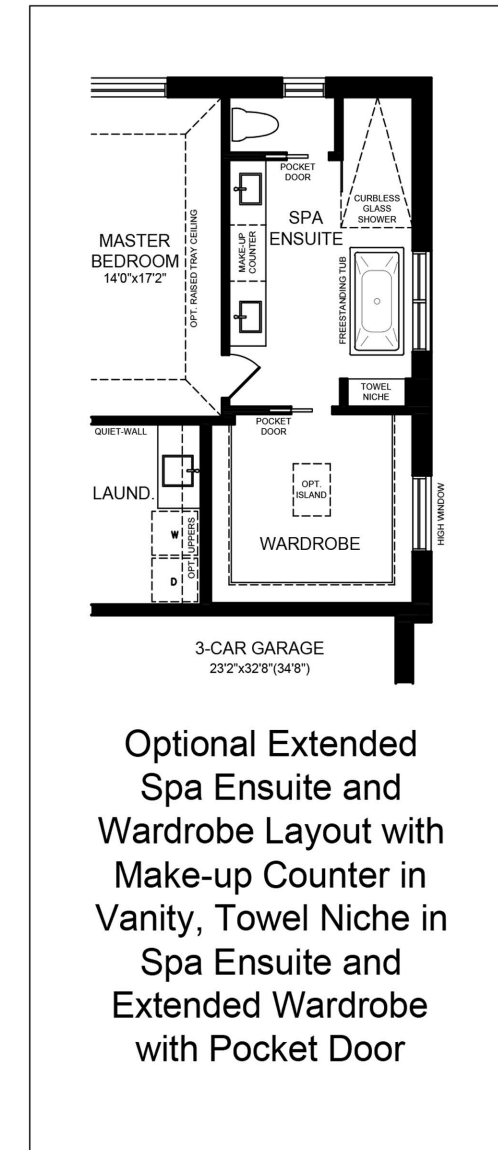 POCKET
DOOR
CURBLESS
GLASS
SHOWER
SPA
ENSUITE
MAKE-UP
COUNTER
MASTER
BEDROOM
14'0"x17'2"
OPT. RAISED TRAY CEILING
FREESTANDING TUB
TOWEL
NICHE
POCKET
DOOR
QUIET-WALL
LAUND.
W
D
OPT. UPPERS
OPT.
ISLAND
WARDROBE
HIGH WINDOW
3-CAR GARAGE
23'2"x32'8"(34'8")
Optional Extended
Spa Ensuite and
Wardrobe Layout with
Make-up Counter in
Vanity, Towel Niche in
Spa Ensuite and
Extended Wardrobe
with Pocket Door